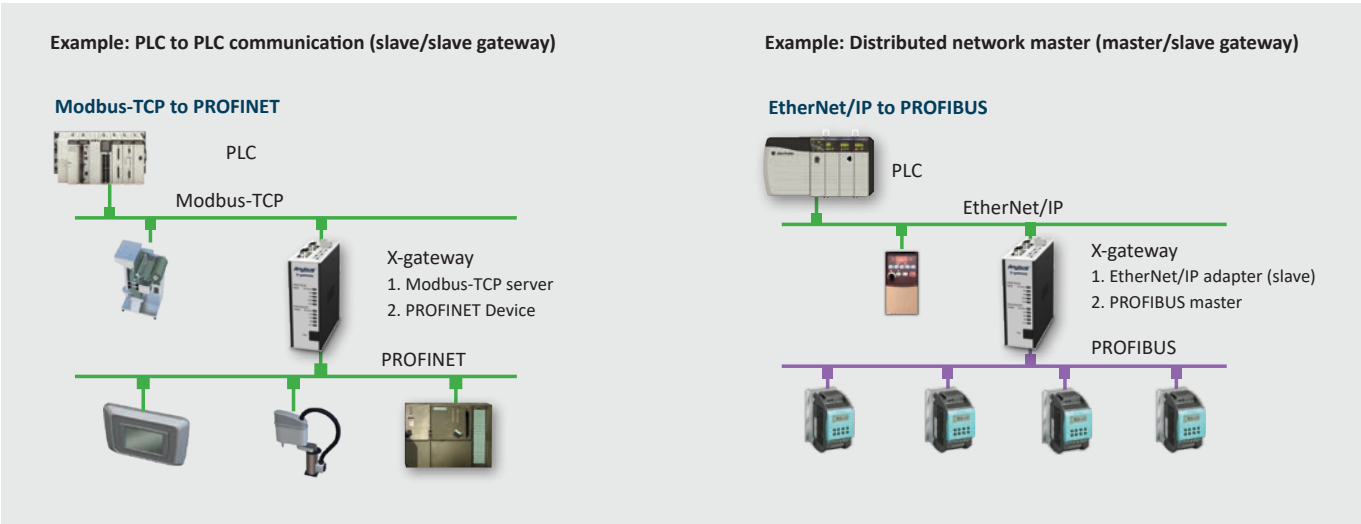 Example: PLC to PLC communication (slave/slave gateway)
Modbus-TCP to PROFINET
PLC
Modbus-TCP
X-gateway
1. Modbus-TCP server
2. PROFINET Device
PROFINET
Example: Distributed network master (master/slave gateway)
EtherNet/IP to PROFIBUS
PLC
EtherNet/IP
X-gateway
1. EtherNet/IP adapter (slave)
2. PROFIBUS master
PROFIBUS